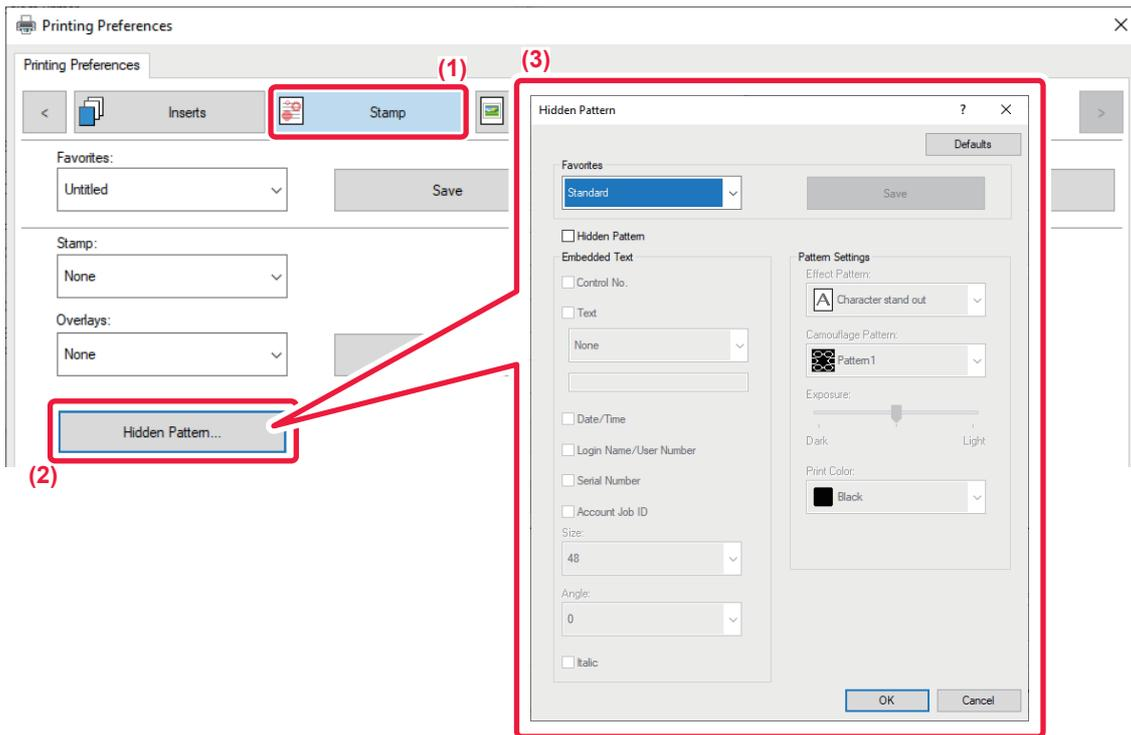 Printing Preferences
Printing Preferences
(1)
(3)
<
Inserts
Stamp
>
Favorites:
Untitled
Save
Stamp:
None
Overlays:
None
Hidden Pattern...
(2)
Hidden Pattern
?
Defaults
Favorites
Standard
Save
Hidden Pattern
Embedded Text
Control No.
Text
None
Date/Time
Login Name/User Number
Serial Number
Account Job ID
Size:
48
Angle:
0
Italic
Pattern Settings
Effect Pattern:
A Character stand out
Camouflage Pattern:
Pattern1
Exposure:
Dark Light
Print Color:
Black
OK Cancel